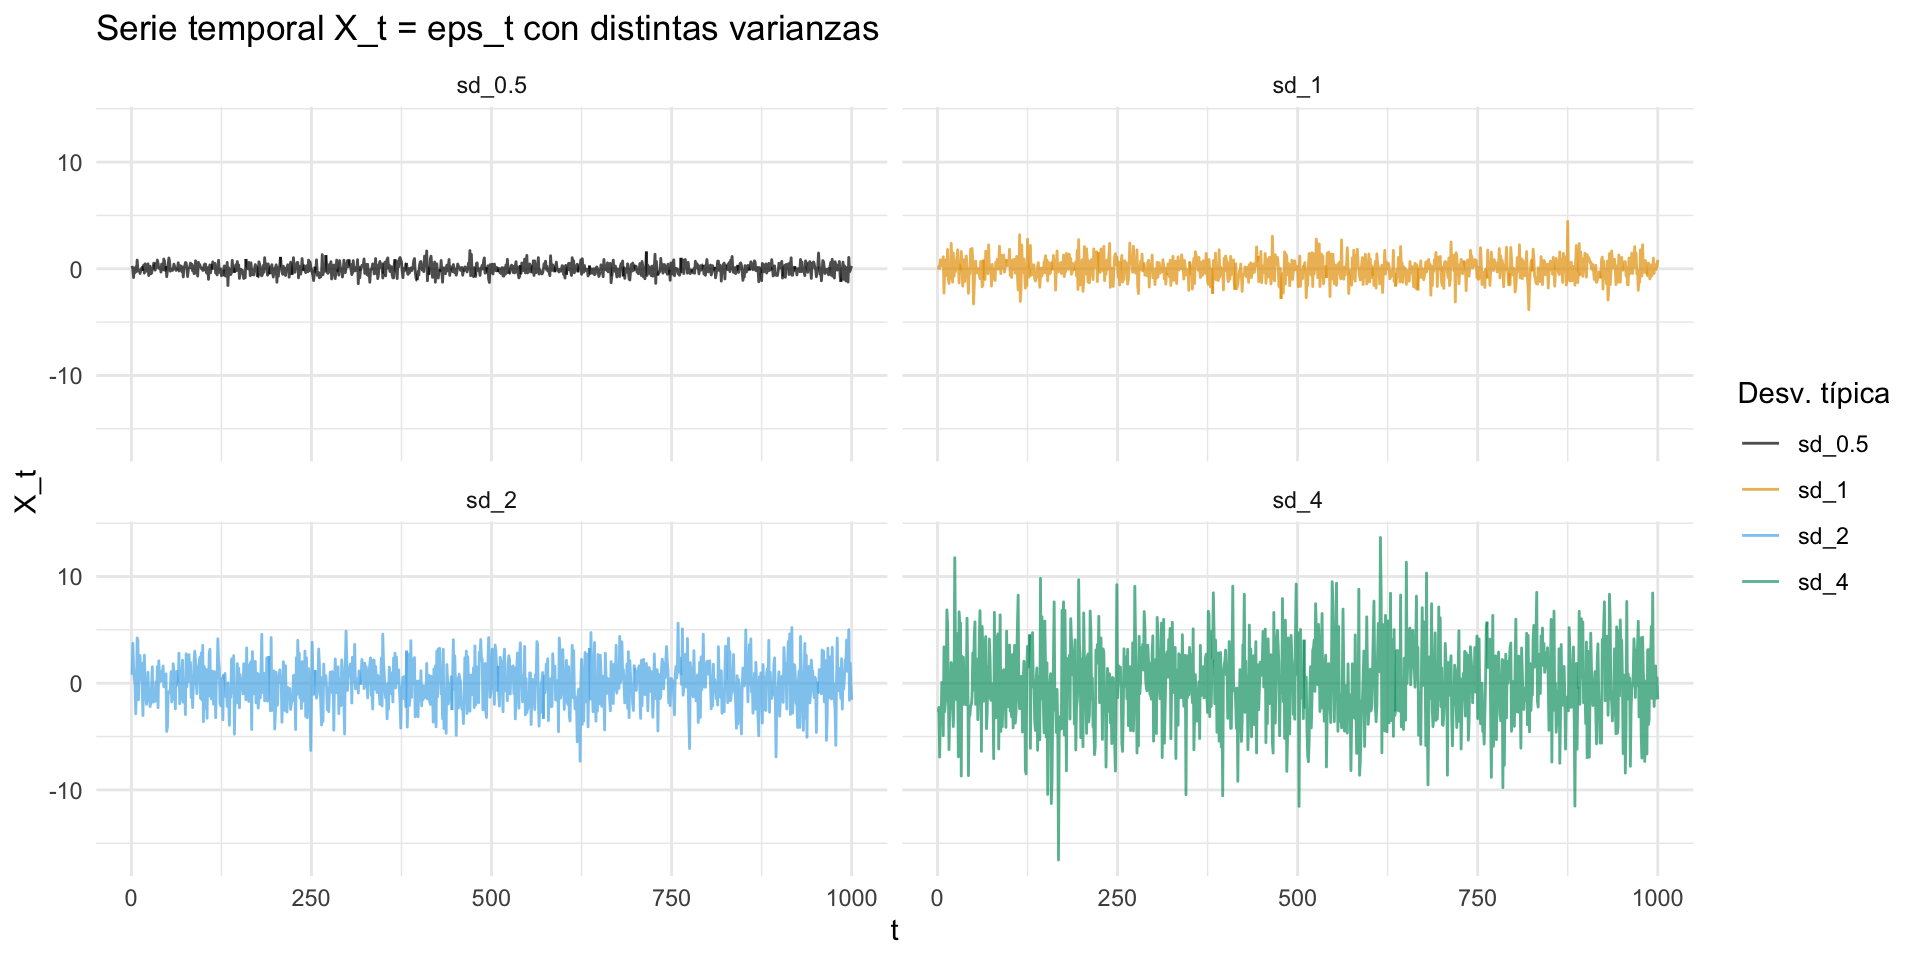 Serie temporal X_t = eps_t con distintas varianzas
sd_0.5
sd_1
10
0
-10
sd_2
sd_4
10
0
-10
0
250
500
750
1000
0
250
500
750
1000
t
X_t
Desv. típica
sd_0.5
sd_1
sd_2
sd_4